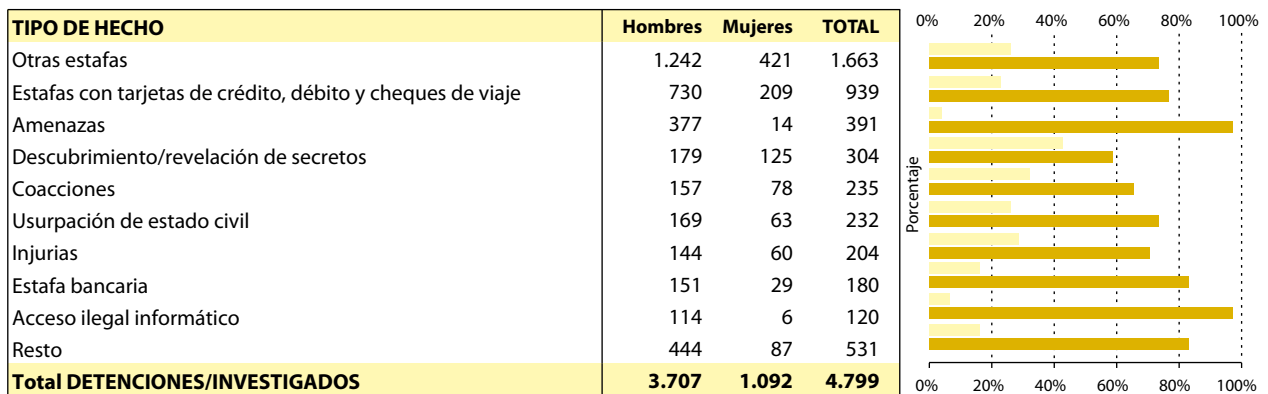 TIPO DE HECHO Hombres Mujeres TOTAL
Otras estafas 1.242 421 1.663
Estafas con tarjetas de crédito, débito y cheques de viaje 730 209 939
Amenazas 377 14 391
Descubrimiento/revelación de secretos 179 125 304
Coacciones 157 78 235
Usurpación de estado civil 169 63 232
Injurias 144 60 204
Estafa bancaria 151 29 180
Acceso ilegal informático 114 6 120
Resto 444 87 531
Total DETENCIONES/INVESTIGADOS 3.707 1.092 4.799
0% 20% 40% 60% 80% 100%
Porcentaje
0% 20% 40% 60% 80% 100%